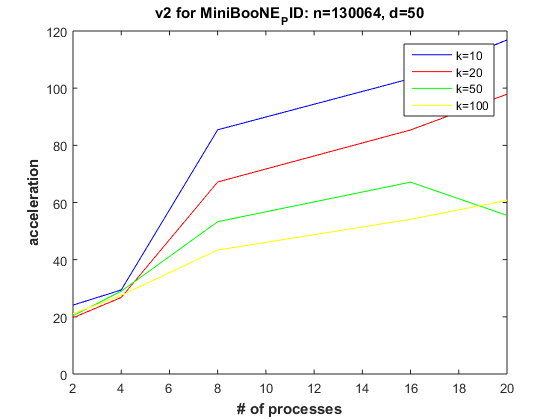 v2 for MiniBooNEPID: n=130064, d=50
120
100
80
60
40
20
0
acceleration
k=10
k=20
k=50
k=100
2 4 6 8 10 12 14 16 18 20
# of processes